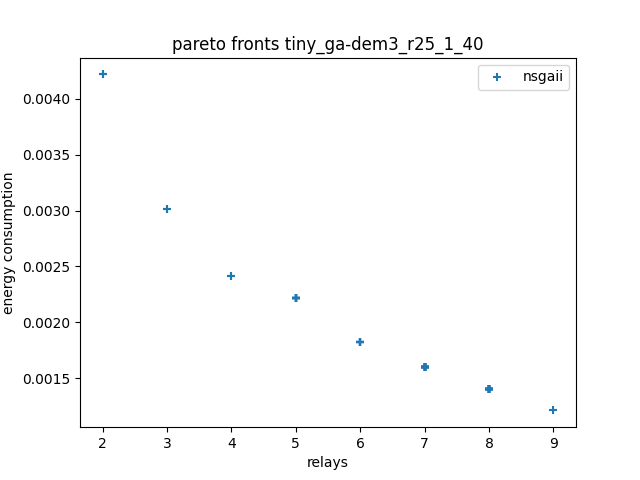 pareto fronts tiny_ga-dem3_r25_1_40
nsgaii
energy consumption
0.0040
0.0035
0.0030
0.0025
0.0020
0.0015
2 3 4 5 6 7 8 9
relays